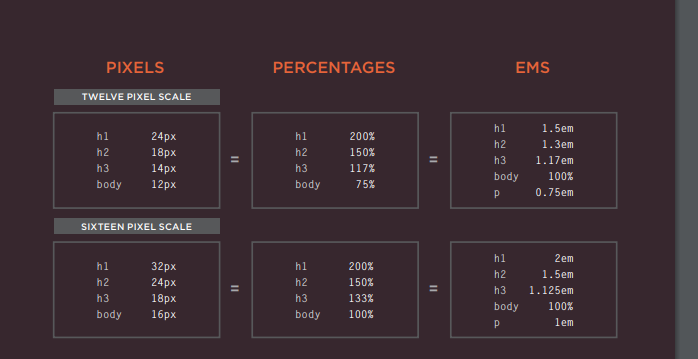 PIXELS PERCENTAGES EMS
TWELVE PIXEL SCALE
h1 24px
h2 18px
h3 14px
body 12px
=
h1 200%
h2 150%
h3 117%
body 75%
=
h1 1.5em
h2 1.3em
h3 1.17em
body 100%
p 0.75em
SIXTEEN PIXEL SCALE
h1 32px
h2 24px
h3 18px
body 16px
=
h1 200%
h2 150%
h3 133%
body 100%
=
h1 2em
h2 1.5em
h3 1.125em
body 100%
p 1em